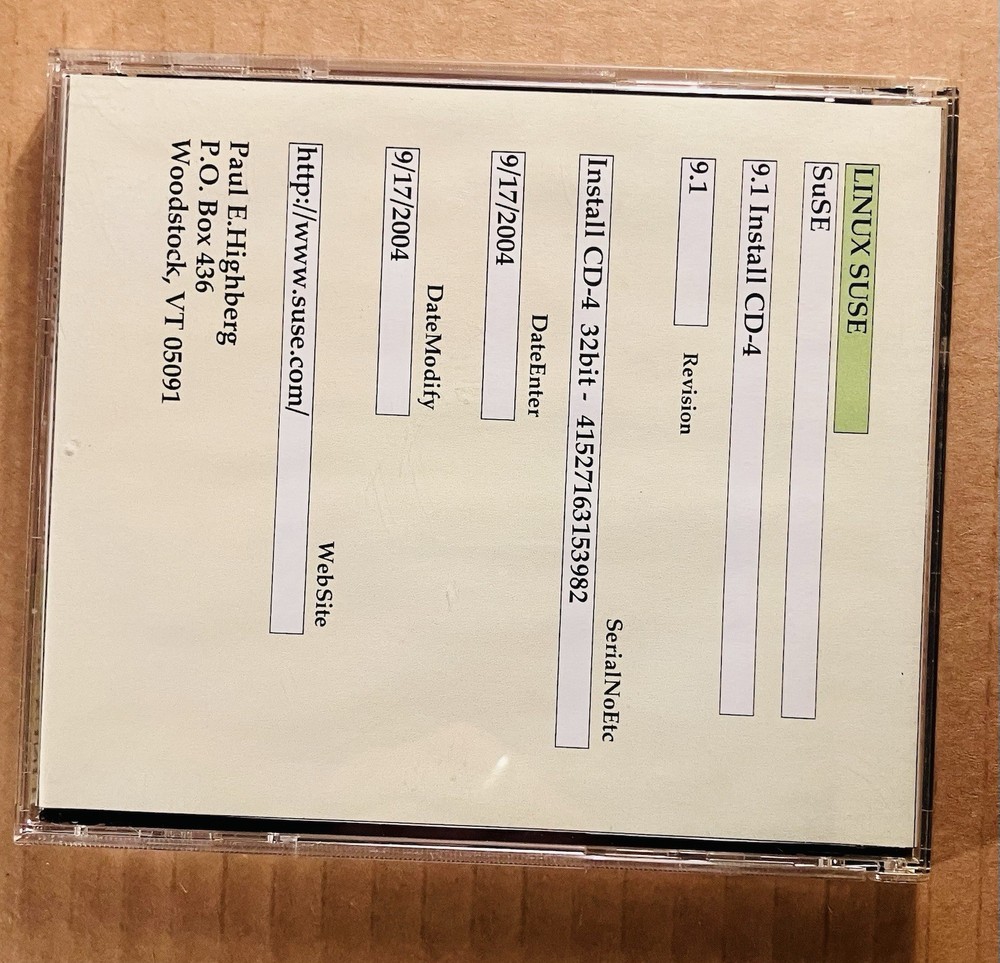 LINUX SUSE
SuSE
9.1 Install CD-4
9.1 Revision
SerialNoEtc
Install CD-4 32bit - 41527163153982
DateEnter
9/17/2004
DateModify
9/17/2004
WebSite
http://www.suse.com/
Paul E.Highberg
P.O. Box 436
Woodstock, VT 05091